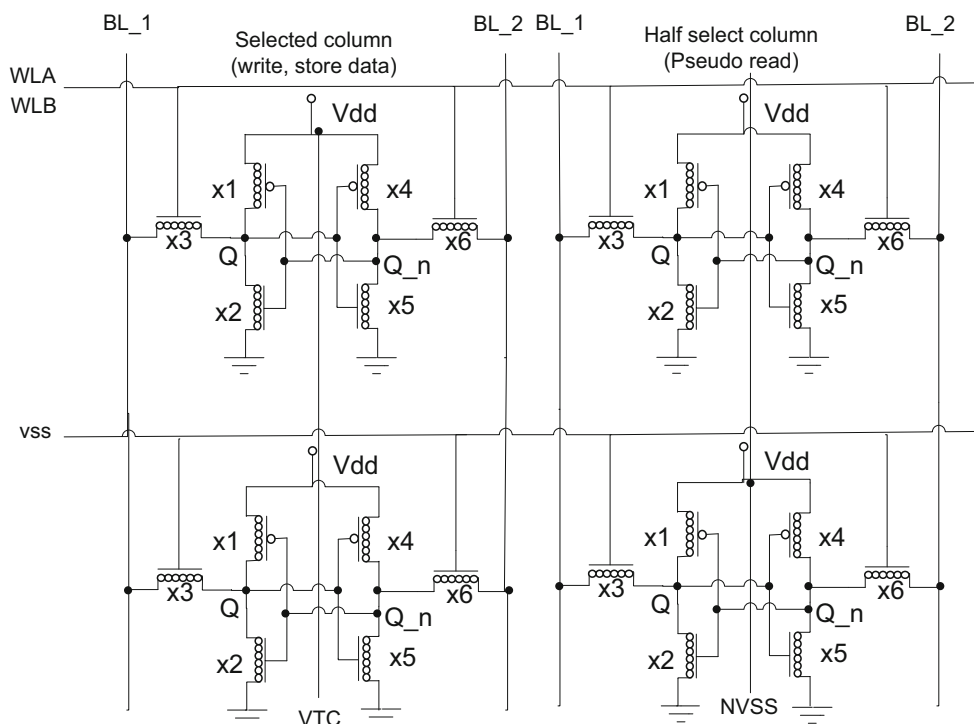 BL_1 BL_2 BL_1 BL_2
Selected column
(write, store data)
Half select column
(Pseudo read)
WLA
WLB
Vdd Vdd
x1 x4 x1 x4
x3 x6 x3 x6
Q Q_n Q Q_n
x2 x5 x2 x5
vss
Vdd Vdd
x1 x4 x1 x4
x3 x6 x3 x6
Q Q_n Q Q_n
x2 x5 x2 x5
VTC NVSS